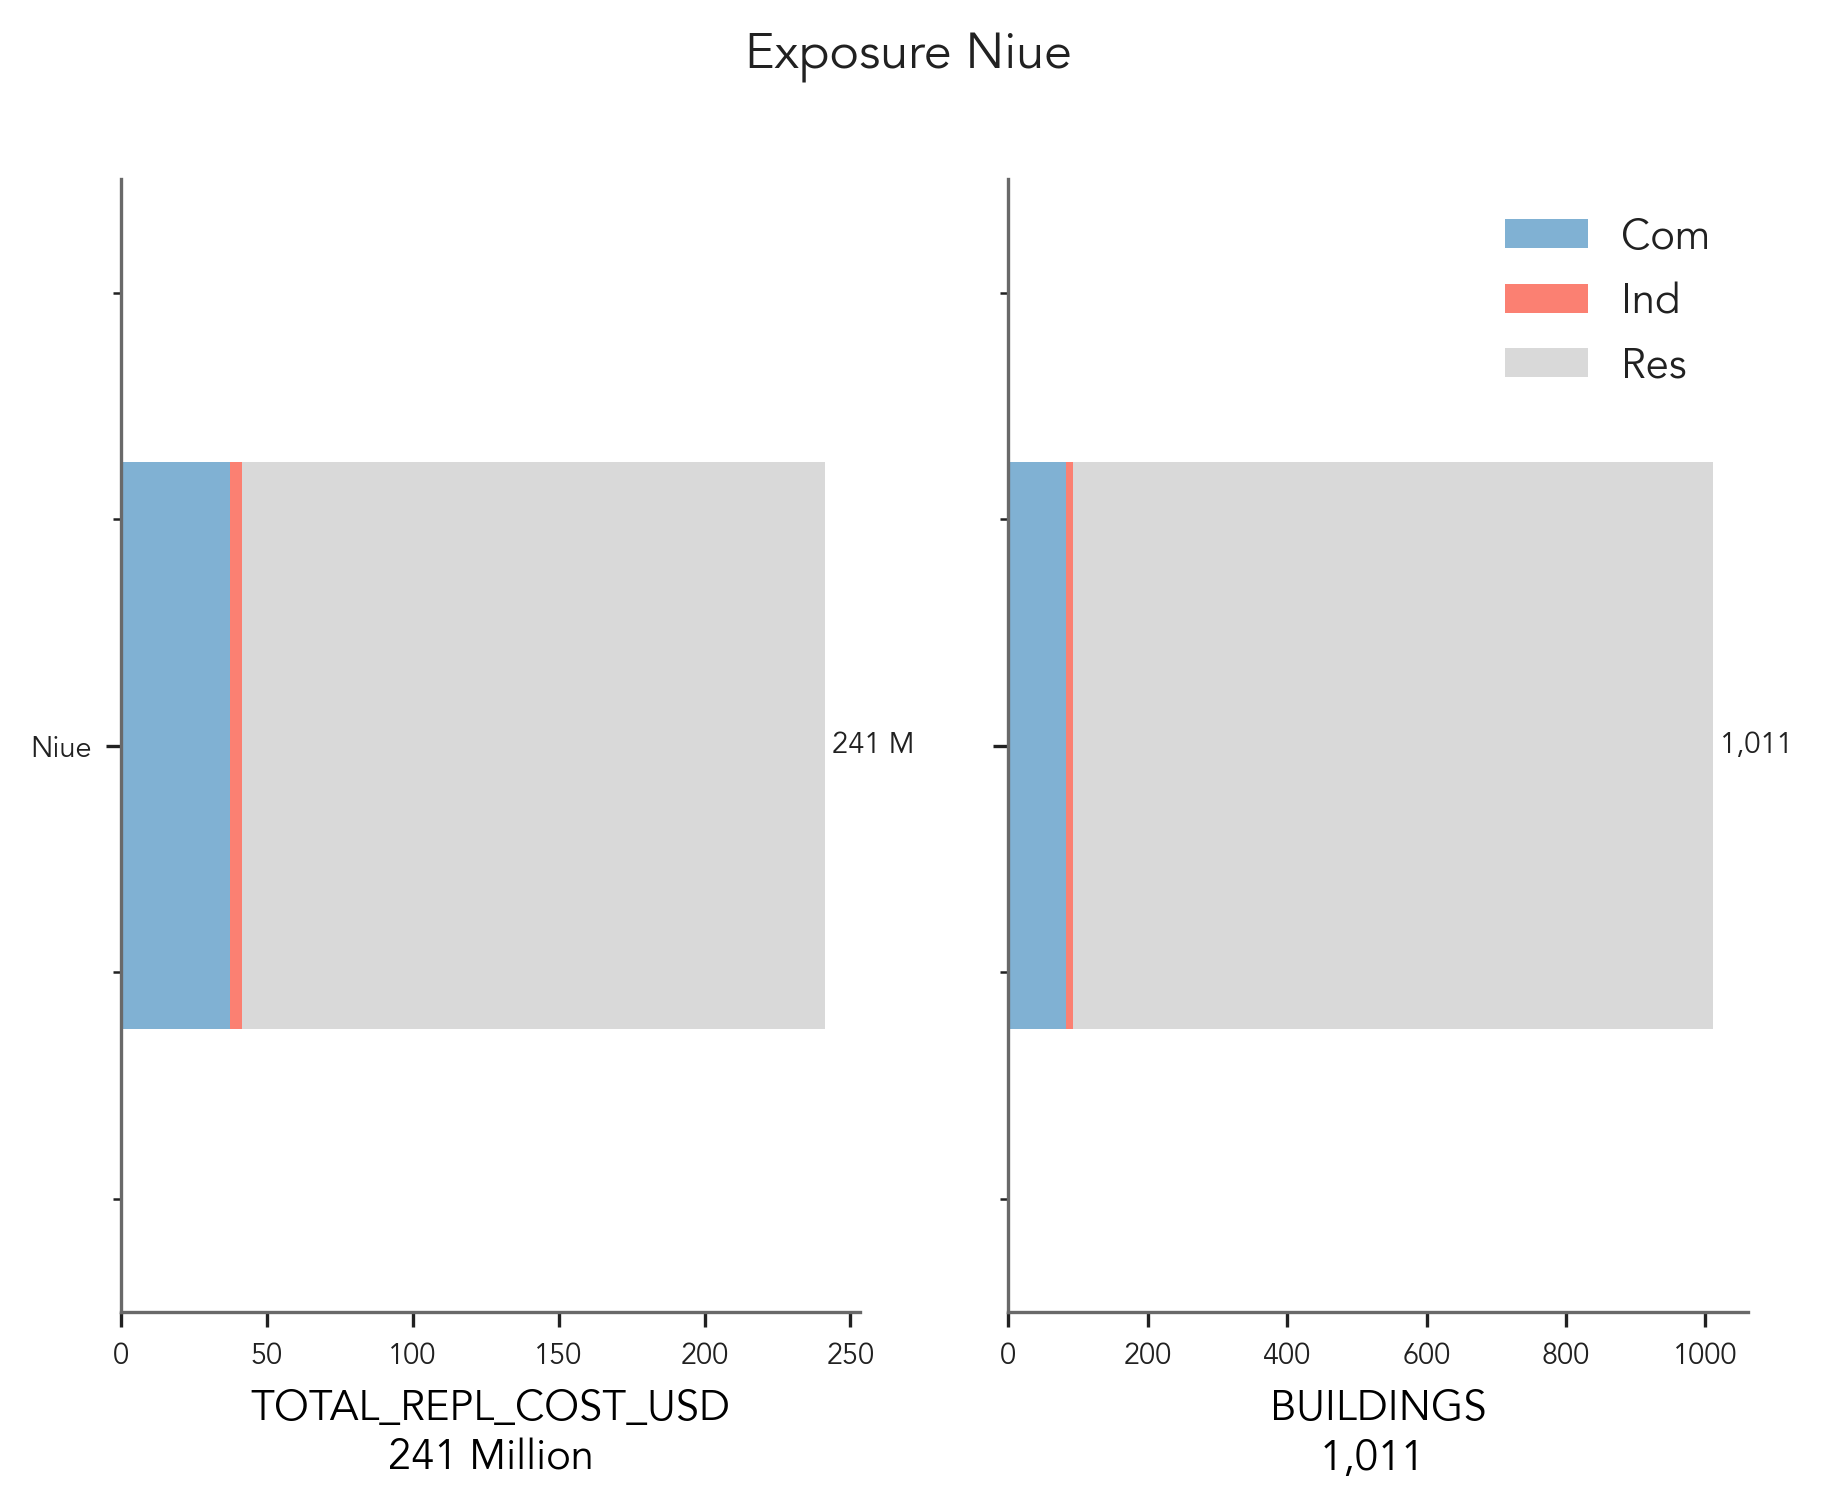 Exposure Niue
Com
Ind
Res
Niue
241 M
1,011
0 50 100 150 200 250
0 200 400 600 800 1000
TOTAL_REPL_COST_USD
241 Million
BUILDINGS
1,011